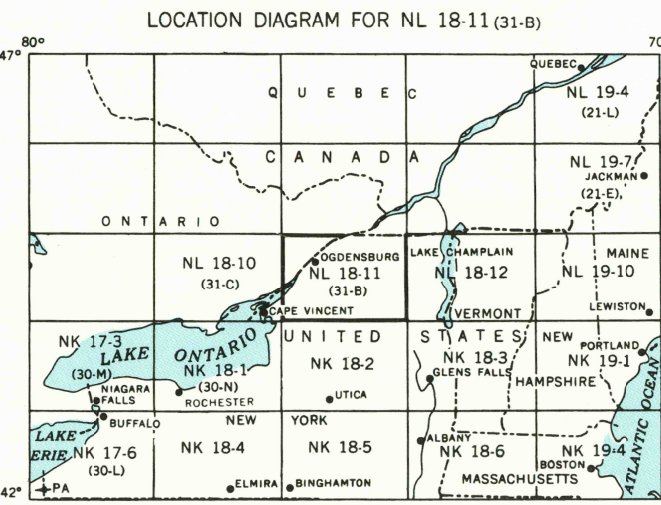 LOCATION DIAGRAM FOR NL 18-11 (31-B)
47° 80° 70
QUEBEC
QUEBEC
NL 19-4
(21-L)
CANADA
NL 19-7
JACKMAN
(21-E),
ONTARIO
NL 18-10
(31-C)
OGDENSBURG
NL 18-11
(31-B)
LAKE CHAMPLAIN
NL 18-12
MAINE
NL 19-10
CAPE VINCENT
VERMONT
LEWISTON
NK 17-3
(30-M)
LAKE ONTARIO
NK 18-1
(30-N)
UNITED STATES
NK 18-2
NK 18-3
GLENS FALLS
NEW
HAMPSHIRE
PORTLAND
NK 19-1
NIAGARA
FALLS
ROCHESTER
UTICA
BUFFALO
NEW YORK
LAKE
ERIE
NK 17-6
(30-L)
NK 18-4
NK 18-5
ALBANY
NK 18-6
NK 19-4
BOSTON
MASSACHUSETTS
ATLANTIC OCEAN
42°
PA
ELMIRA
BINGHAMTON